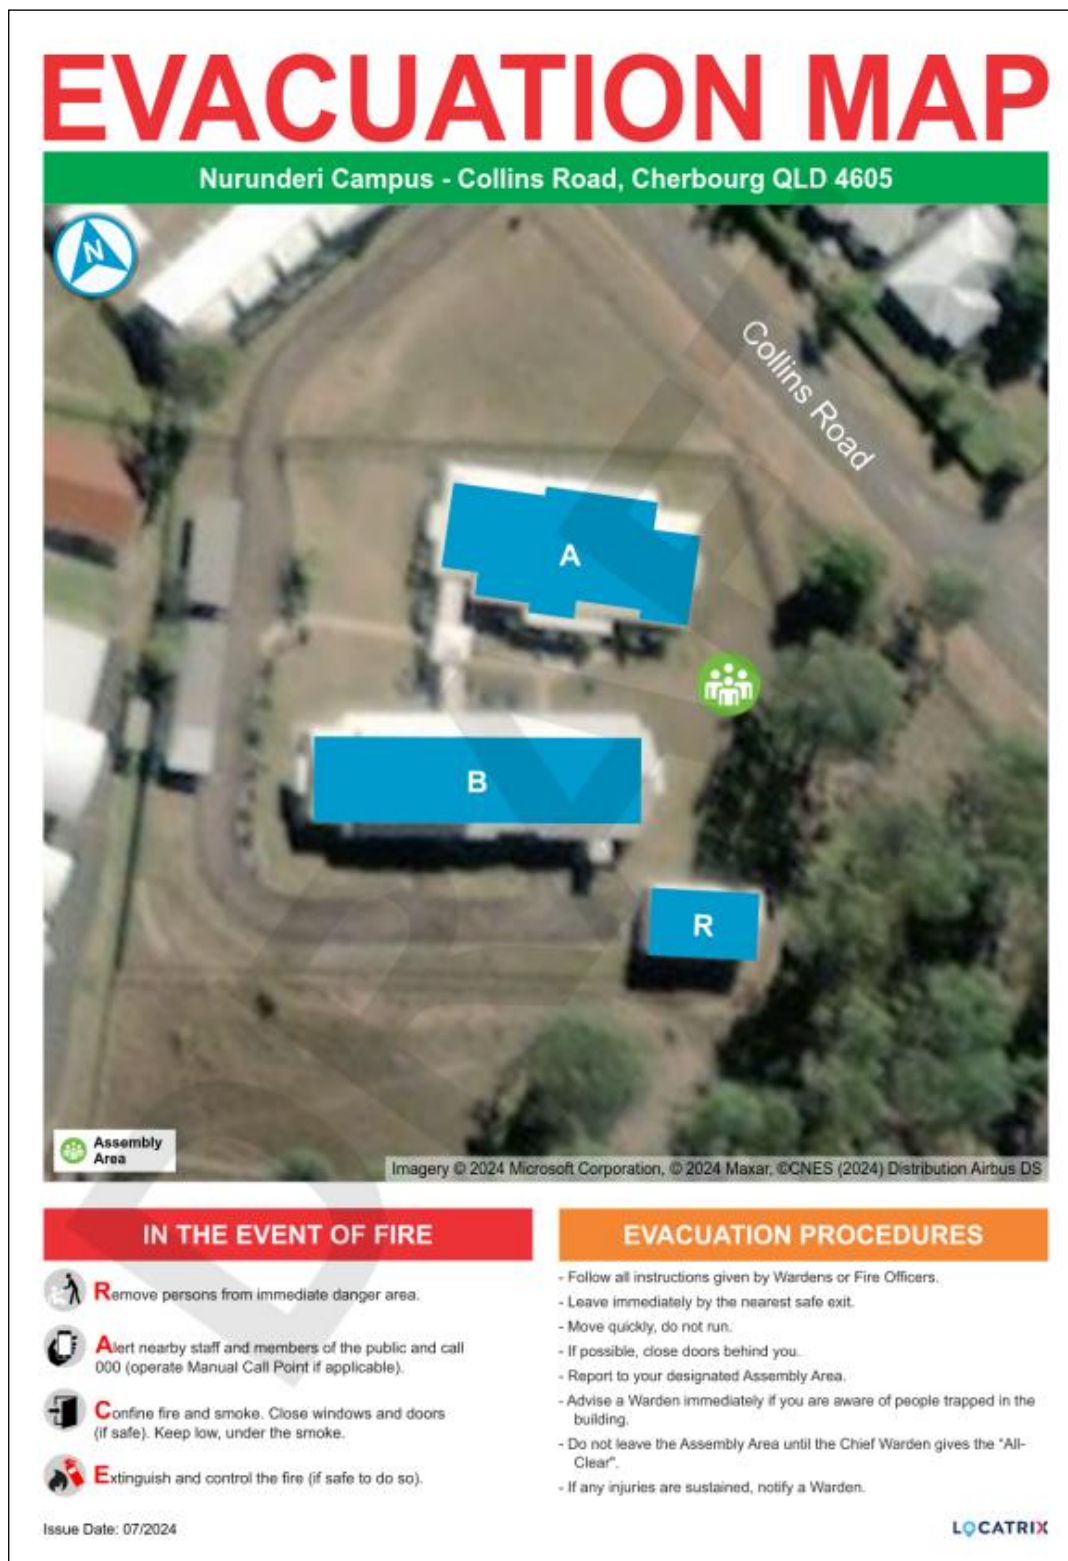 EVACUATION MAP
Nurunderi Campus - Collins Road, Cherbourg QLD 4605
N
Collins Road
A
B
R
Assembly
Area
Imagery © 2024 Microsoft Corporation, © 2024 Maxar, ©CNES (2024) Distribution Airbus DS
IN THE EVENT OF FIRE
Remove persons from immediate danger area.
Alert nearby staff and members of the public and call
000 (operate Manual Call Point if applicable).
Confine fire and smoke. Close windows and doors
(if safe). Keep low, under the smoke.
Extinguish and control the fire (if safe to do so).
EVACUATION PROCEDURES
- Follow all instructions given by Wardens or Fire Officers.
- Leave immediately by the nearest safe exit.
- Move quickly, do not run.
- If possible, close doors behind you.
- Report to your designated Assembly Area.
- Advise a Warden immediately if you are aware of people trapped in the
building.
- Do not leave the Assembly Area until the Chief Warden gives the "All-
Clear".
- If any injuries are sustained, notify a Warden.
Issue Date: 07/2024
LOCATRIX
DRAFT